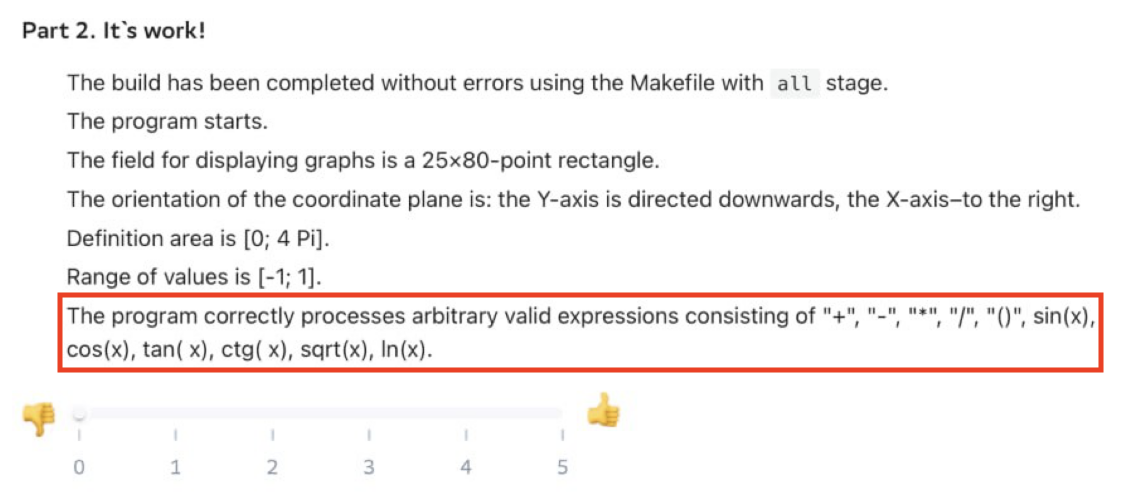 Part 2. It`s work!
The build has been completed without errors using the Makefile with all stage.
The program starts.
The field for displaying graphs is a 25×80-point rectangle.
The orientation of the coordinate plane is: the Y-axis is directed downwards, the X-axis–to the right.
Definition area is [0; 4 Pi].
Range of values is [-1; 1].
The program correctly processes arbitrary valid expressions consisting of "+", "-", "*", "/", "()", sin(x),
cos(x), tan( x), ctg( x), sqrt(x), ln(x).
0 1 2 3 4 5